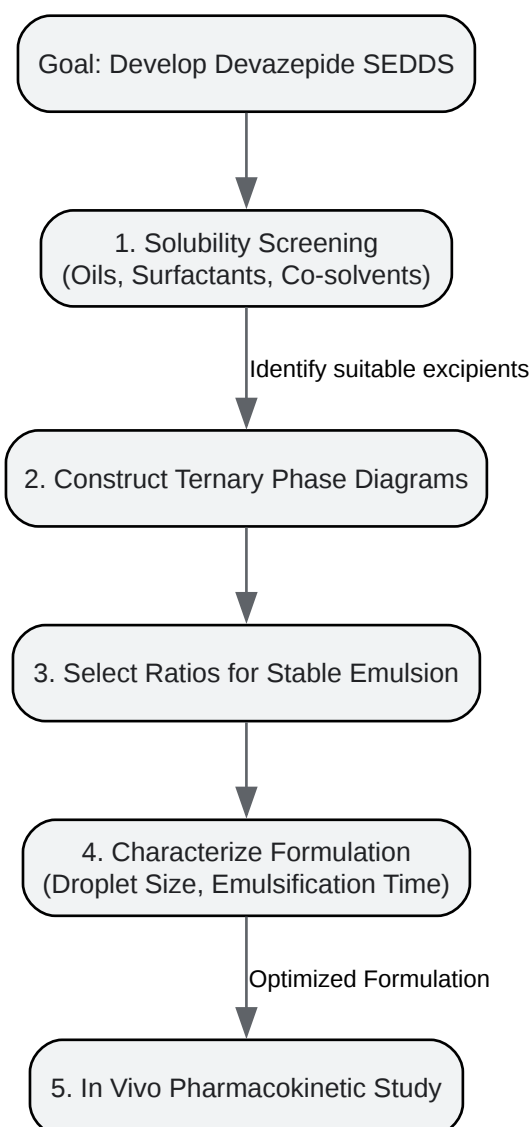 Goal: Develop Devazepide SEDDS
1. Solubility Screening
(Oils, Surfactants, Co-solvents)
Identify suitable excipients
2. Construct Ternary Phase Diagrams
3. Select Ratios for Stable Emulsion
4. Characterize Formulation
(Droplet Size, Emulsification Time)
Optimized Formulation
5. In Vivo Pharmacokinetic Study